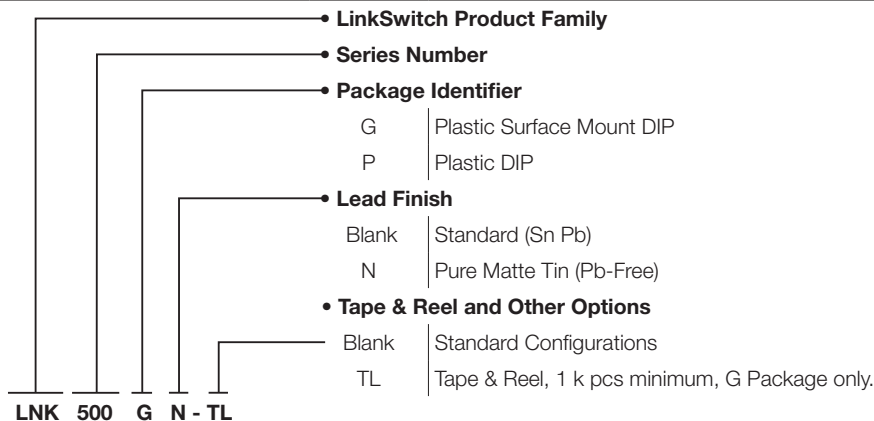 • LinkSwitch Product Family
• Series Number
• Package Identifier
G Plastic Surface Mount DIP
P Plastic DIP
• Lead Finish
Blank Standard (Sn Pb)
N Pure Matte Tin (Pb-Free)
• Tape & Reel and Other Options
Blank Standard Configurations
TL Tape & Reel, 1 k pcs minimum, G Package only.
LNK 500 G N - TL